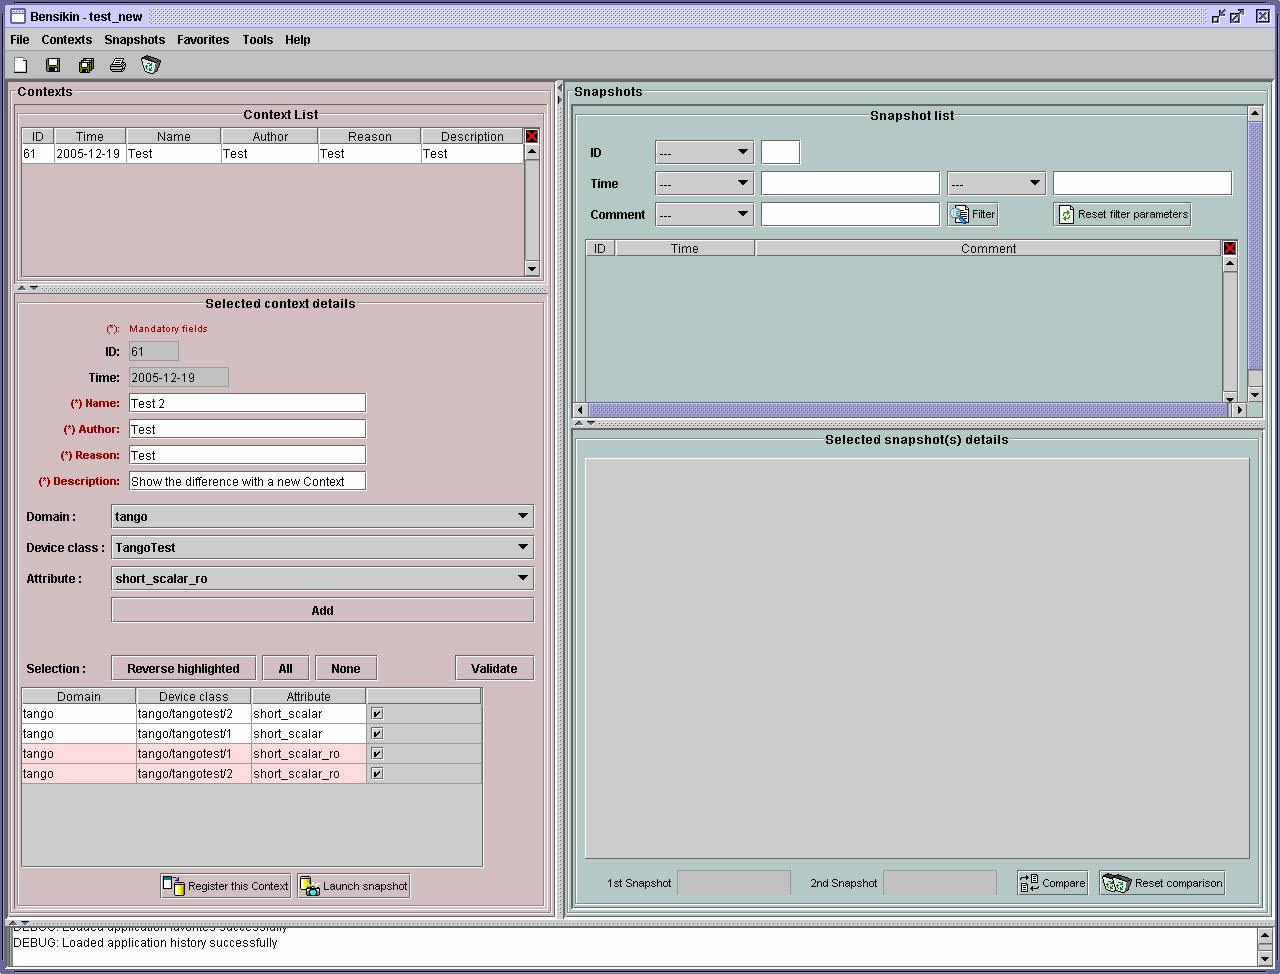 Bensikin - test_new
File Contexts Snapshots Favorites Tools Help
Contexts
Context List
ID Time Name Author Reason Description
61 2005-12-19 Test Test Test Test
Selected context details
(*): Mandatory fields
ID: 61
Time: 2005-12-19
(*) Name: Test 2
(*) Author: Test
(*) Reason: Test
(*) Description: Show the difference with a new Context
Domain : tango
Device class : TangoTest
Attribute : short_scalar_ro
Add
Selection : Reverse highlighted All None Validate
Domain Device class Attribute
tango tango/tangotest/2 short_scalar
tango tango/tangotest/1 short_scalar
tango tango/tangotest/1 short_scalar_ro
tango tango/tangotest/2 short_scalar_ro
Register this Context Launch snapshot
Snapshots
Snapshot list
ID ---
Time --- ---
Comment --- Filter Reset filter parameters
ID Time Comment
Selected snapshot(s) details
1st Snapshot 2nd Snapshot Compare Reset comparison
DEBUG: Loaded application favorites successfully
DEBUG: Loaded application history successfully